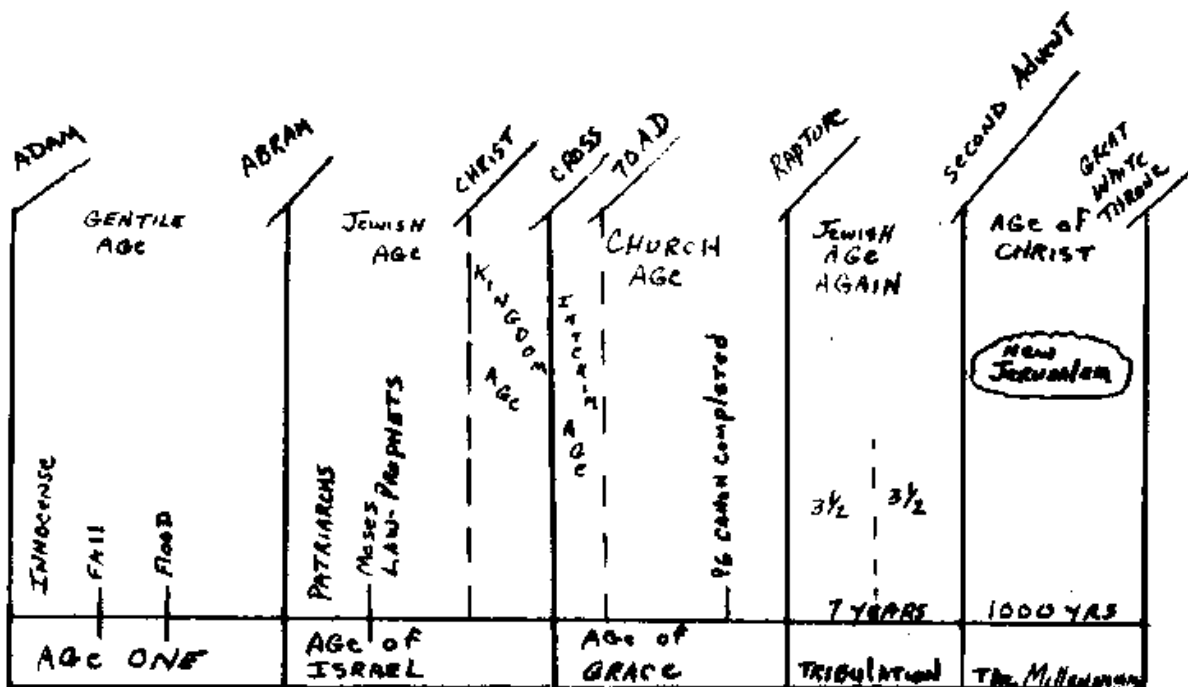 ADAM
ABRAM
CHRIST
CROSS
70 AD
RAPTURE
SECOND ADVENT
GREAT
WHITE
THRONE
GENTILE
AGE
JEWISH
AGE
KINGDOM
AGE
INTERIM
AGE
CHURCH
AGE
JEWISH
AGE
AGAIN
AGE of
CHRIST
NEW
JERUSALEM
INNOCENSE
FALL
FLOOD
PATRIARCHS
MOSES
LAW-PROPHETS
96 CANON COMPLETED
3½
3½
7 YEARS
1000 YRS
AGE ONE
AGE of
ISRAEL
AGE of
GRACE
TRIBULATION
The Millennium